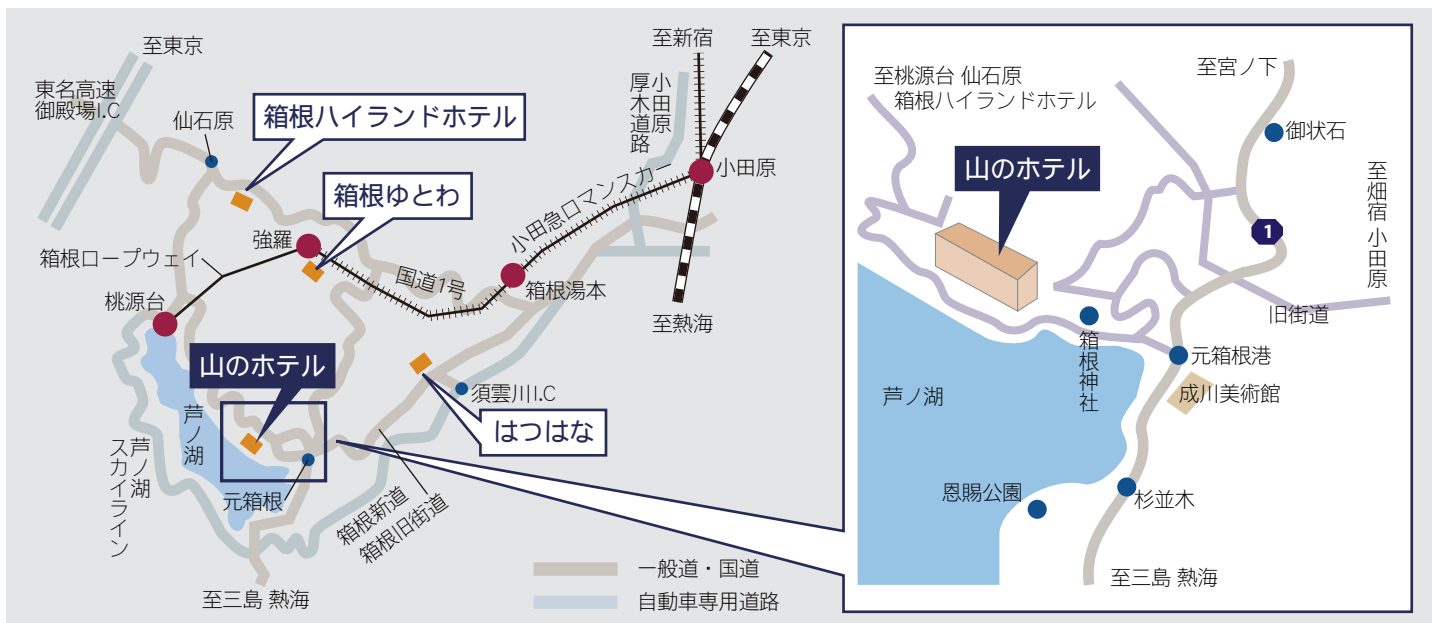 至東京
東名高速
御殿場I.C
仙石原
箱根ハイランドホテル
箱根ゆとわ
強羅
箱根ロープウェイ
桃源台
国道1号
小田急ロマンスカー
箱根湯本
至新宿
至東京
小田原
厚木道路
小田原
至熱海
山のホテル
芦ノ湖
芦ノ湖
スカイライン
元箱根
須雲川I.C
はつはな
箱根新道
箱根旧街道
至三島 熱海
一般道・国道
自動車専用道路
至桃源台 仙石原
箱根ハイランドホテル
至宮ノ下
御状石
山のホテル
至畑宿 小田原
1
旧街道
箱根神社
元箱根港
成川美術館
芦ノ湖
恩賜公園
杉並木
至三島 熱海